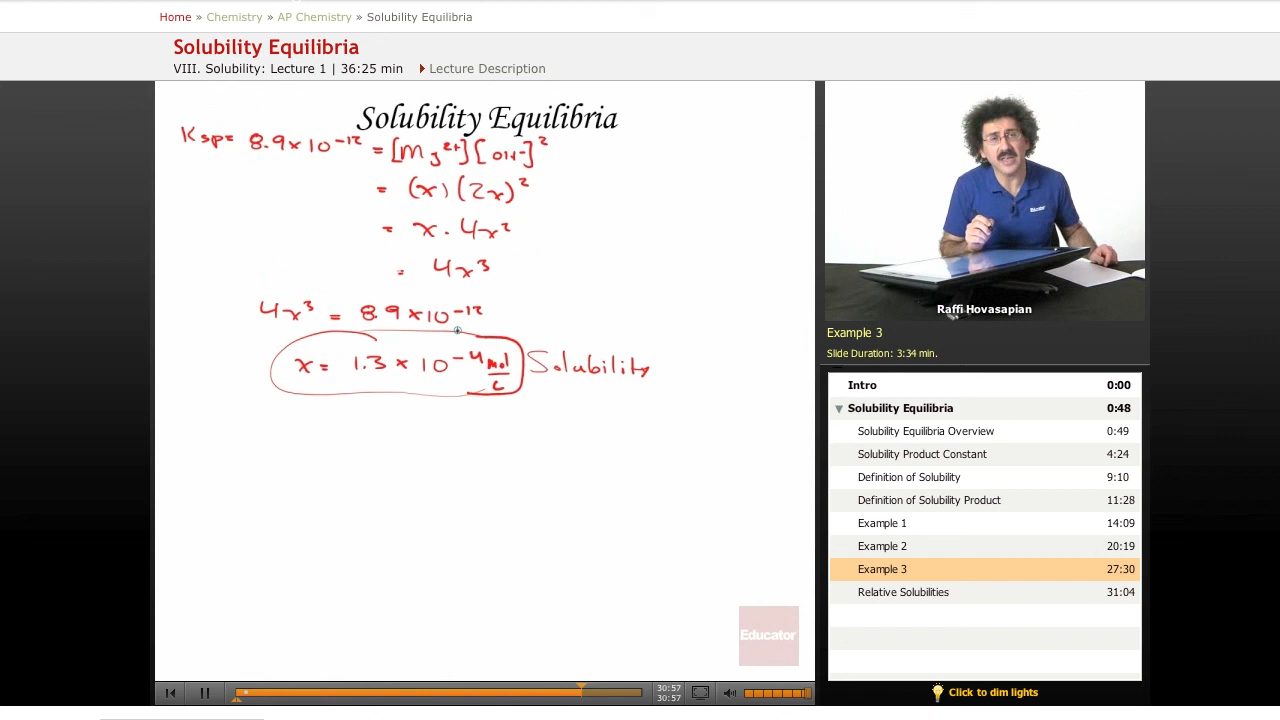 Home » Chemistry » AP Chemistry » Solubility Equilibria
Solubility Equilibria
VIII. Solubility: Lecture 1 | 36:25 min
Lecture Description
Solubility Equilibria
Ksp= 8.9×10⁻¹² = [Mg²⁺][OH⁻]²
= (x)(2x)²
= x · 4x²
= 4x³
4x³ = 8.9×10⁻¹²
x = 1.3 × 10⁻⁴ mol/L Solubility
Educator
Educator
Raffi Hovasapian
Example 3
Slide Duration: 3:34 min.
Intro 0:00
Solubility Equilibria 0:48
Solubility Equilibria Overview 0:49
Solubility Product Constant 4:24
Definition of Solubility 9:10
Definition of Solubility Product 11:28
Example 1 14:09
Example 2 20:19
Example 3 27:30
Relative Solubilities 31:04
30:57
30:57
Click to dim lights